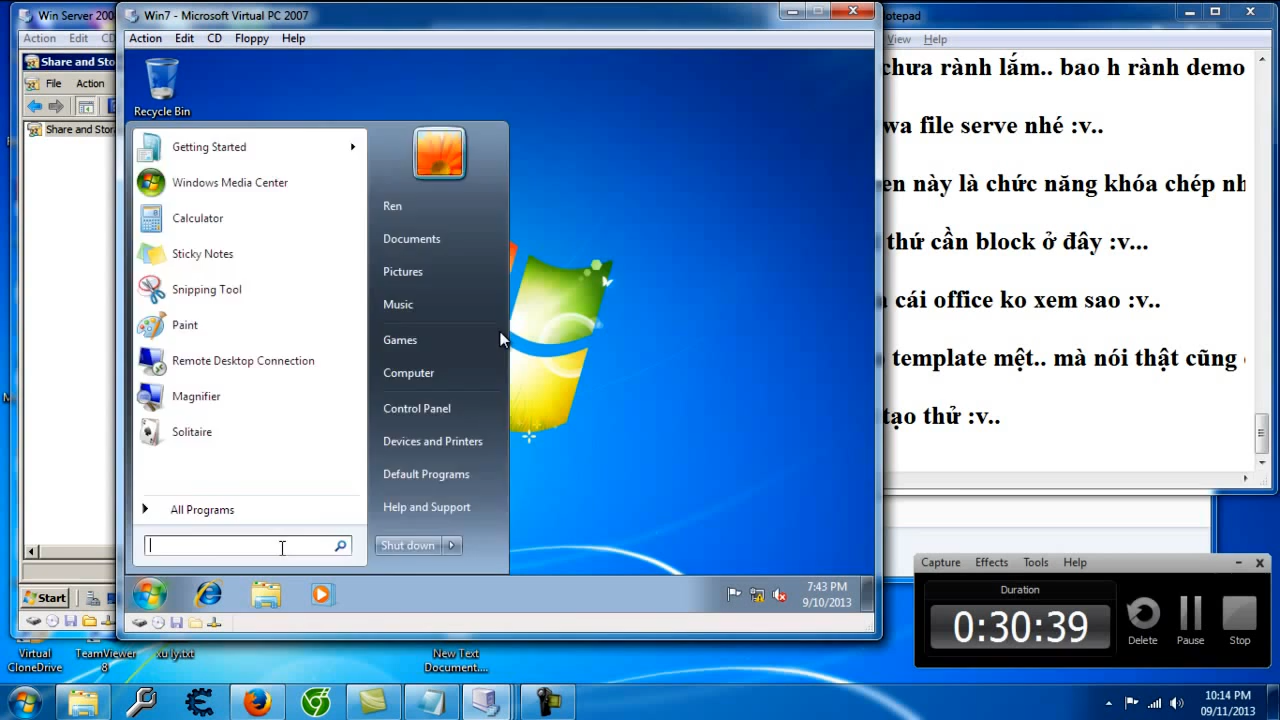 Win Server 200
Action Edit CD
Share and Sto
File Action
Share and Stora
Start
Win7 - Microsoft Virtual PC 2007
Action Edit CD Floppy Help
Recycle Bin
Getting Started
Windows Media Center
Calculator
Sticky Notes
Snipping Tool
Paint
Remote Desktop Connection
Magnifier
Solitaire
All Programs
Ren
Documents
Pictures
Music
Games
Computer
Control Panel
Devices and Printers
Default Programs
Help and Support
Shut down
7:43 PM
9/10/2013
otepad
View Help
chưa rành lắm.. bao h rành demo
wa file serve nhé :v..
en này là chức năng khóa chép nh
thứ cần block ở đây :v...
cái office ko xem sao :v..
template mệt.. mà nói thật cũng
tạo thử :v..
Capture Effects Tools Help
Duration
0:30:39
Delete Pause Stop
Virtual CloneDrive
TeamViewer 8
xu ly.txt
New Text Document....
10:14 PM
09/11/2013